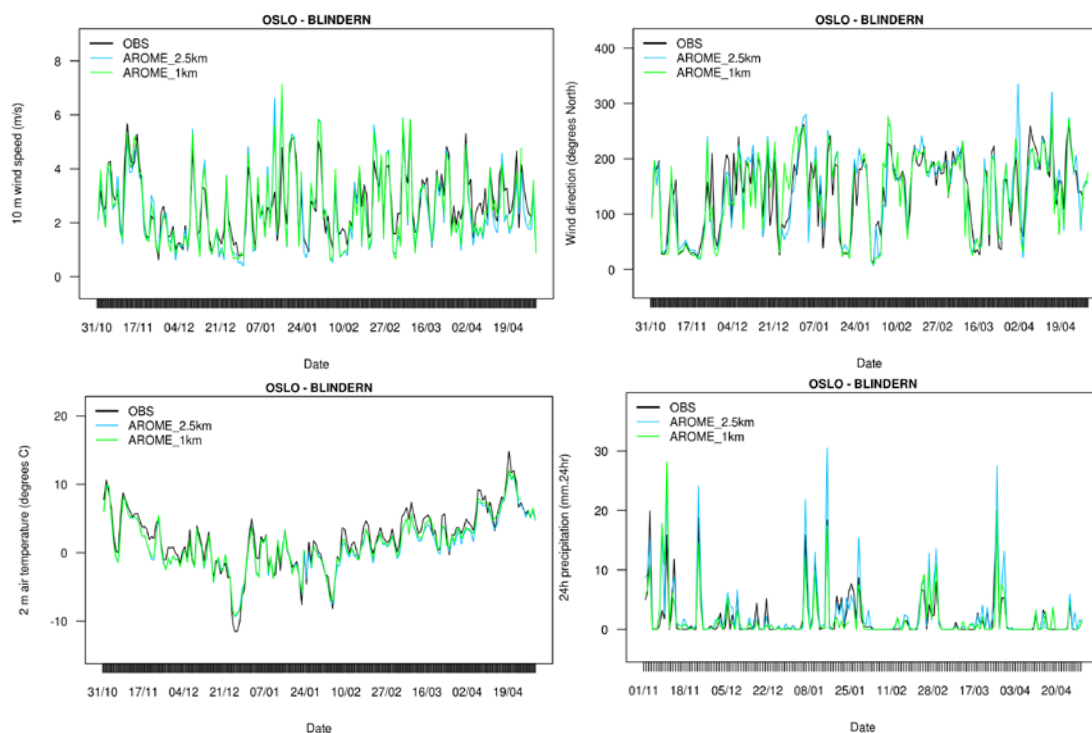 OSLO - BLINDERN
10 m wind speed (m/s)
8
6
4
2
0
OBS
AROME_2.5km
AROME_1km
31/10 17/11 04/12 21/12 07/01 24/01 10/02 27/02 16/03 02/04 19/04
Date
OSLO - BLINDERN
Wind direction (degrees North)
400
300
200
100
0
OBS
AROME_2.5km
AROME_1km
31/10 17/11 04/12 21/12 07/01 24/01 10/02 27/02 16/03 02/04 19/04
Date
OSLO - BLINDERN
2 m air temperature (degrees C)
20
10
0
-10
OBS
AROME_2.5km
AROME_1km
31/10 17/11 04/12 21/12 07/01 24/01 10/02 27/02 16/03 02/04 19/04
Date
OSLO - BLINDERN
24h precipitation (mm.24hr)
30
20
10
0
OBS
AROME_2.5km
AROME_1km
01/11 18/11 05/12 22/12 08/01 25/01 11/02 28/02 17/03 03/04 20/04
Date